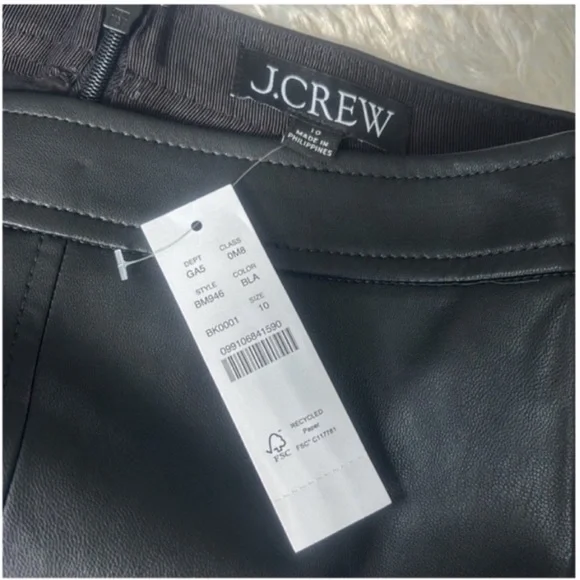 J.CREW
10
MADE IN
PHILIPPINES
DEPT CLASS
GA5 0M8
STYLE COLOR
BM946 BLA
SIZE
BK0001 10
099106841590
RECYCLED
Paper
FSC FSC® C117781